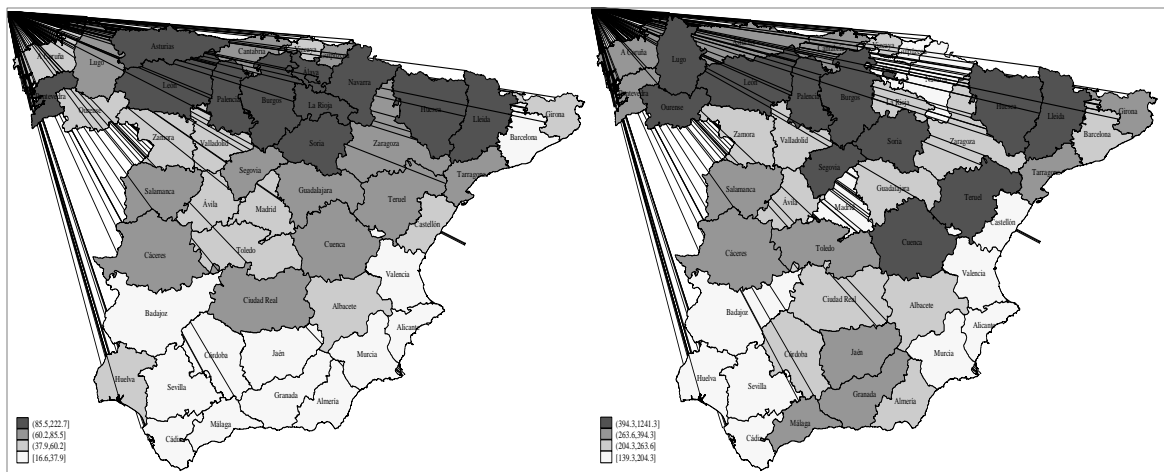 Asturias
Cantabria
A Coruña
Lugo
Alava
Navarra
León
Palencia
Burgos
La Rioja
Huesca
Lleida
Girona
Barcelona
Zamora
Valladolid
Soria
Zaragoza
Tarragona
Segovia
Salamanca
Guadalajara
Teruel
Ávila
Madrid
Castellón
Toledo
Cuenca
Cáceres
Valencia
Ciudad Real
Albacete
Badajoz
Alicante
Córdoba
Jaén
Murcia
Huelva
Sevilla
Granada
Almería
Málaga
Cádiz
(85.5,222.7]
(60.2,85.5]
(37.9,60.2]
[16.6,37.9]
A Coruña
Lugo
León
Palencia
Burgos
La Rioja
Huesca
Lleida
Girona
Barcelona
Ourense
Zamora
Valladolid
Soria
Zaragoza
Tarragona
Segovia
Salamanca
Guadalajara
Teruel
Ávila
Madrid
Castellón
Toledo
Cuenca
Cáceres
Valencia
Ciudad Real
Albacete
Badajoz
Alicante
Córdoba
Jaén
Murcia
Huelva
Sevilla
Granada
Almería
Málaga
Cádiz
(394.3,1241.3]
(263.6,394.3]
(204.3,263.6]
[139.3,204.3]